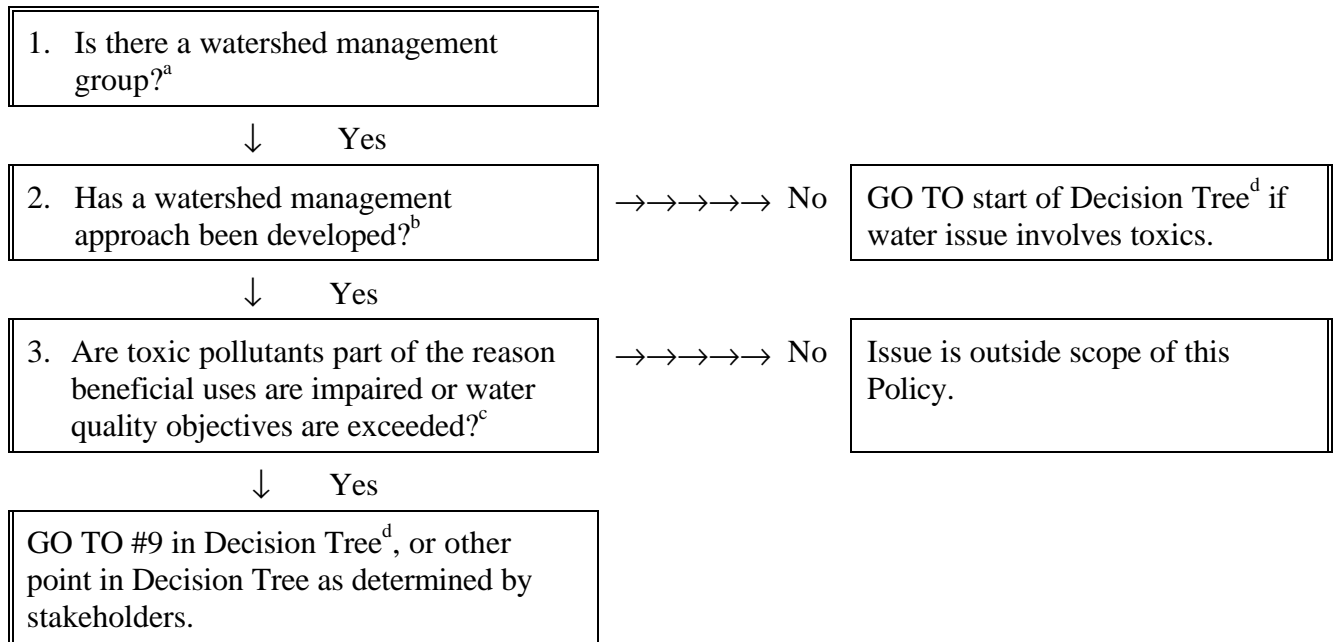 1. Is there a watershed management
group?a
↓ Yes
2. Has a watershed management
approach been developed?b
→→→→→ No
GO TO start of Decision Treed if
water issue involves toxics.
↓ Yes
3. Are toxic pollutants part of the reason
beneficial uses are impaired or water
quality objectives are exceeded?c
→→→→→ No
Issue is outside scope of this
Policy.
↓ Yes
GO TO #9 in Decision Treed, or other
point in Decision Tree as determined by
stakeholders.